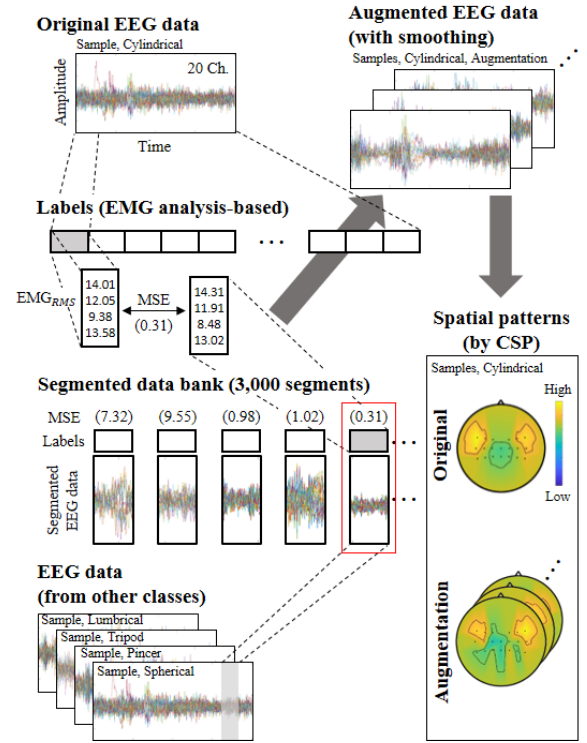 Original EEG data
Sample, Cylindrical
20 Ch.
Amplitude
Time
Augmented EEG data
(with smoothing)
Samples, Cylindrical, Augmentation
Labels (EMG analysis-based)
EMGRMS
14.01
12.05
9.38
13.58
MSE
(0.31)
14.31
11.91
8.48
13.02
Segmented data bank (3,000 segments)
MSE (7.32) (9.55) (0.98) (1.02) (0.31)
Labels
Segmented
EEG data
EEG data
(from other classes)
Sample, Lumbrical
Sample, Tripod
Sample, Pincer
Sample, Spherical
Spatial patterns
(by CSP)
Samples, Cylindrical
Original
High
Low
Augmentation